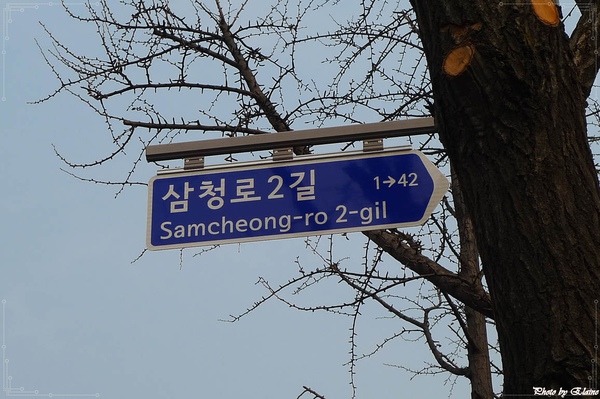 삼청로2길 1→42
Samcheong-ro 2-gil
Photo by Elaine